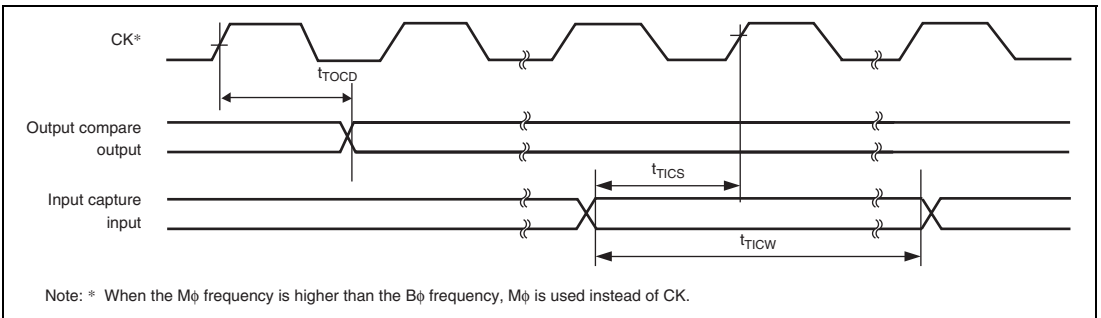 CK*
tTOCD
Output compare
output
tTICS
Input capture
input
tTICW
Note: * When the Mϕ frequency is higher than the Bϕ frequency, Mϕ is used instead of CK.